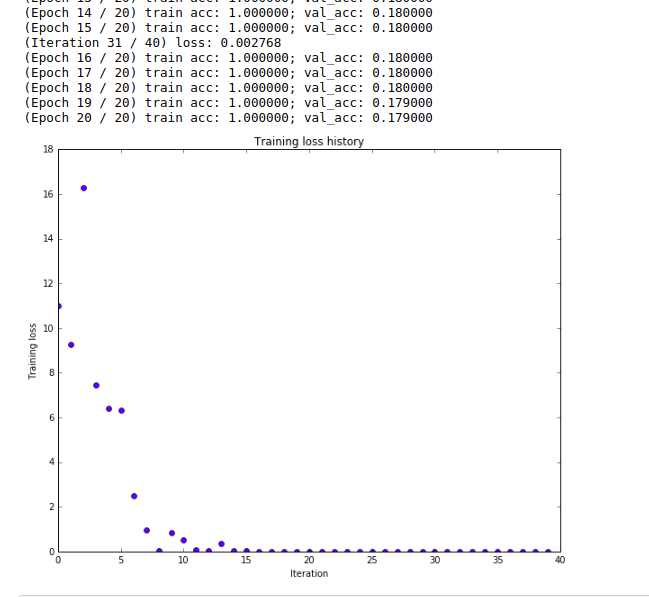 (Epoch 14 / 20) train acc: 1.000000; val_acc: 0.180000
(Epoch 15 / 20) train acc: 1.000000; val_acc: 0.180000
(Iteration 31 / 40) loss: 0.002768
(Epoch 16 / 20) train acc: 1.000000; val_acc: 0.180000
(Epoch 17 / 20) train acc: 1.000000; val_acc: 0.180000
(Epoch 18 / 20) train acc: 1.000000; val_acc: 0.180000
(Epoch 19 / 20) train acc: 1.000000; val_acc: 0.179000
(Epoch 20 / 20) train acc: 1.000000; val_acc: 0.179000
Training loss history
18
16
14
12
10
8
6
4
2
0
Training loss
0 5 10 15 20 25 30 35 40
Iteration